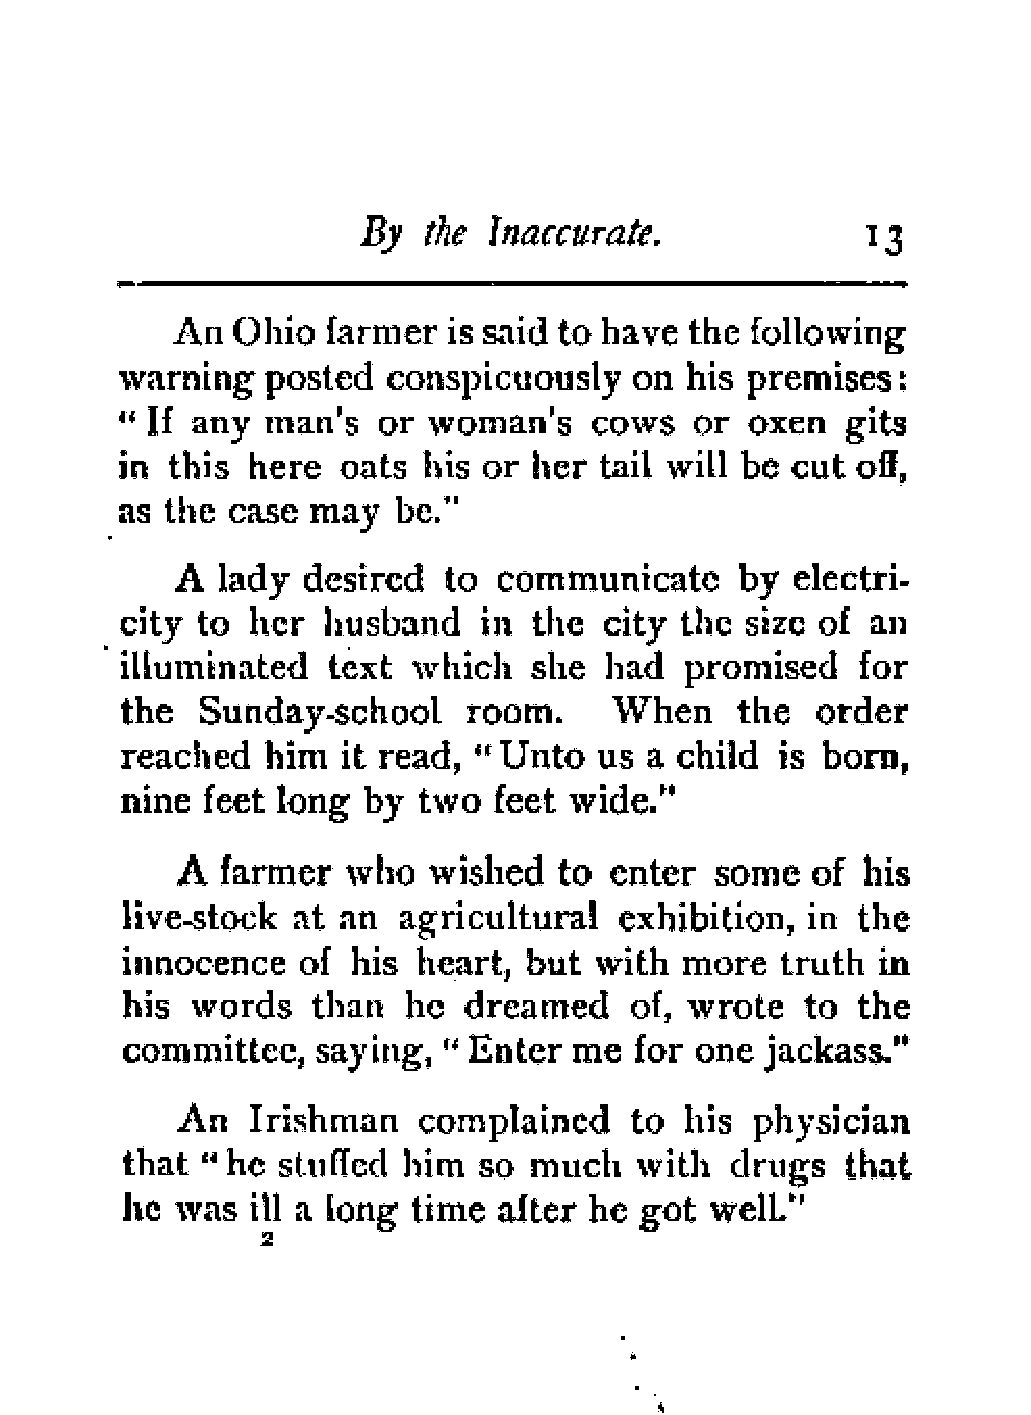 By the Inaccurate. 13
An Ohio farmer is said to have the following
warning posted conspicuously on his premises:
"If any man's or woman's cows or oxen gits
in this here oats his or her tail will be cut off,
as the case may be."
A lady desired to communicate by electri-
city to her husband in the city the size of an
illuminated text which she had promised for
the Sunday-school room. When the order
reached him it read, "Unto us a child is born,
nine feet long by two feet wide."
A farmer who wished to enter some of his
live-stock at an agricultural exhibition, in the
innocence of his heart, but with more truth in
his words than he dreamed of, wrote to the
committee, saying, "Enter me for one jackass."
An Irishman complained to his physician
that "he stuffed him so much with drugs that
he was ill a long time after he got well."
2